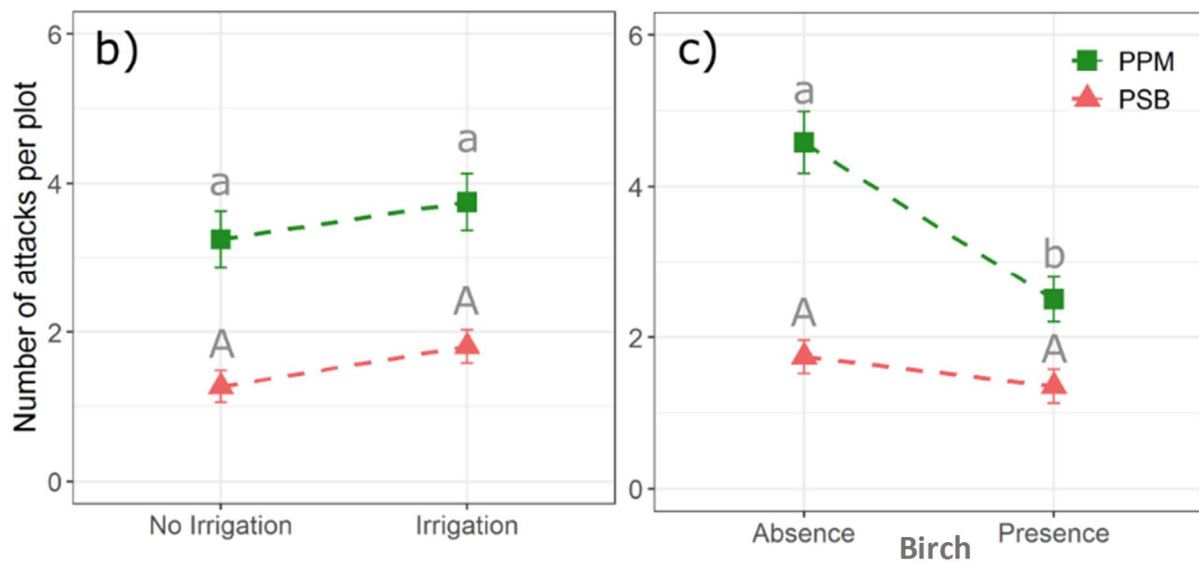 b)
Number of attacks per plot
6
4
2
0
a
a
A
A
No Irrigation
Irrigation
c)
PPM
PSB
6
4
2
0
a
b
A
A
Absence
Presence
Birch